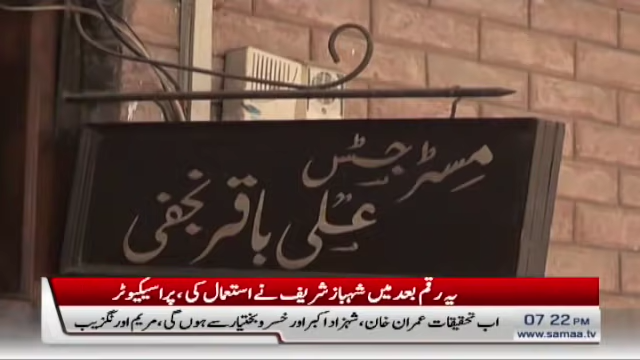 مسٹر جسٹس
علی باقر نجفی
یہ رقم بعد میں شہباز شریف نے استعمال کی، پراسیکیوٹر
اب تحقیقات عمران خان، شہزاد اکبر اور خسرو بختیار سے ہوں گی، مریم اورنگزیب
07:22 PM
www.samaa.tv